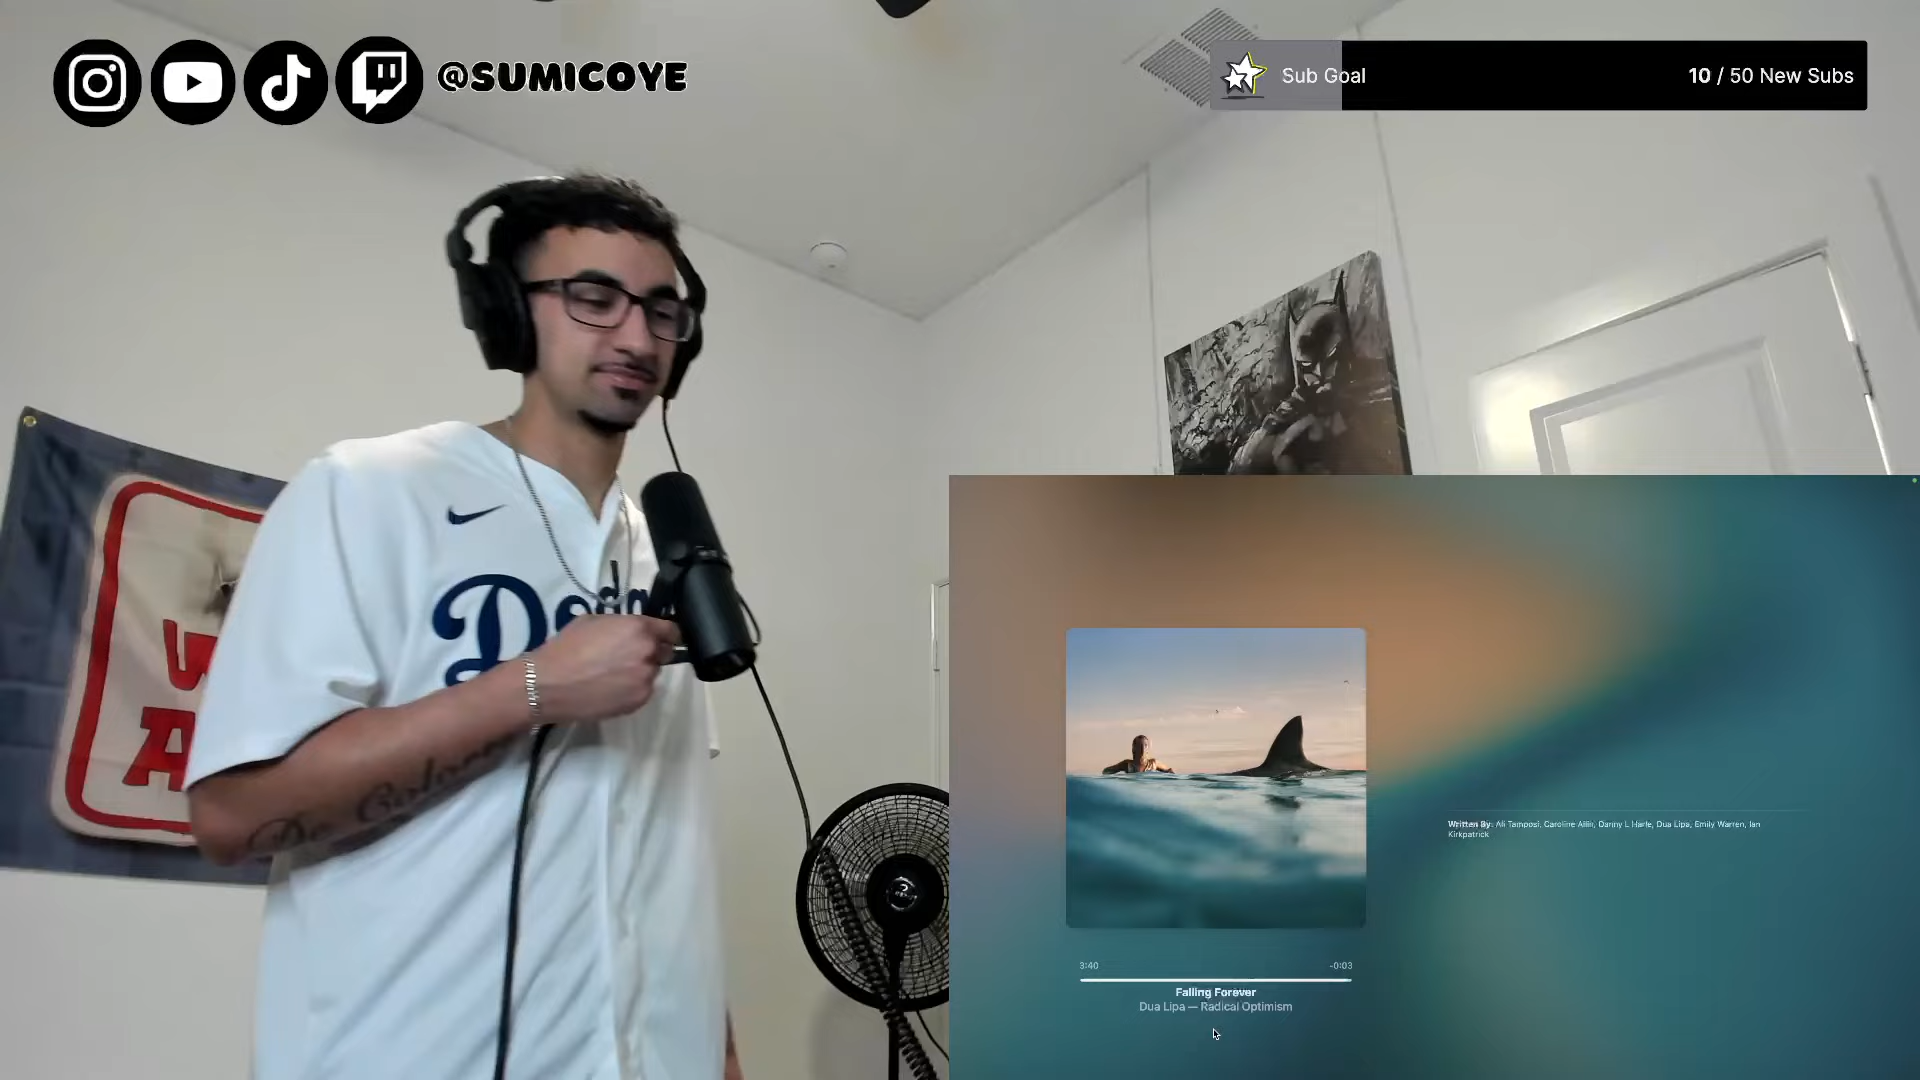 @SUMICOYE
Sub Goal
10 / 50 New Subs
Written By: Ali Tamposi, Caroline Ailin, Danny L Harle, Dua Lipa, Emily Warren, Ian
Kirkpatrick
3:40
-0:03
Falling Forever
Dua Lipa — Radical Optimism